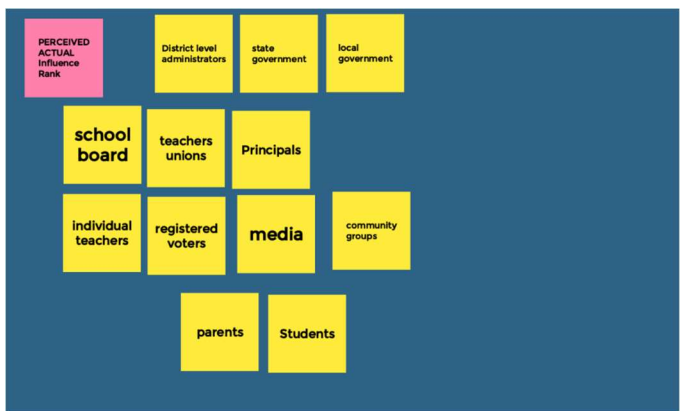 PERCEIVED
ACTUAL
Influence
Rank
District level
administrators
state
government
local
government
school
board
teachers
unions
Principals
individual
teachers
registered
voters
media
community
groups
parents
Students